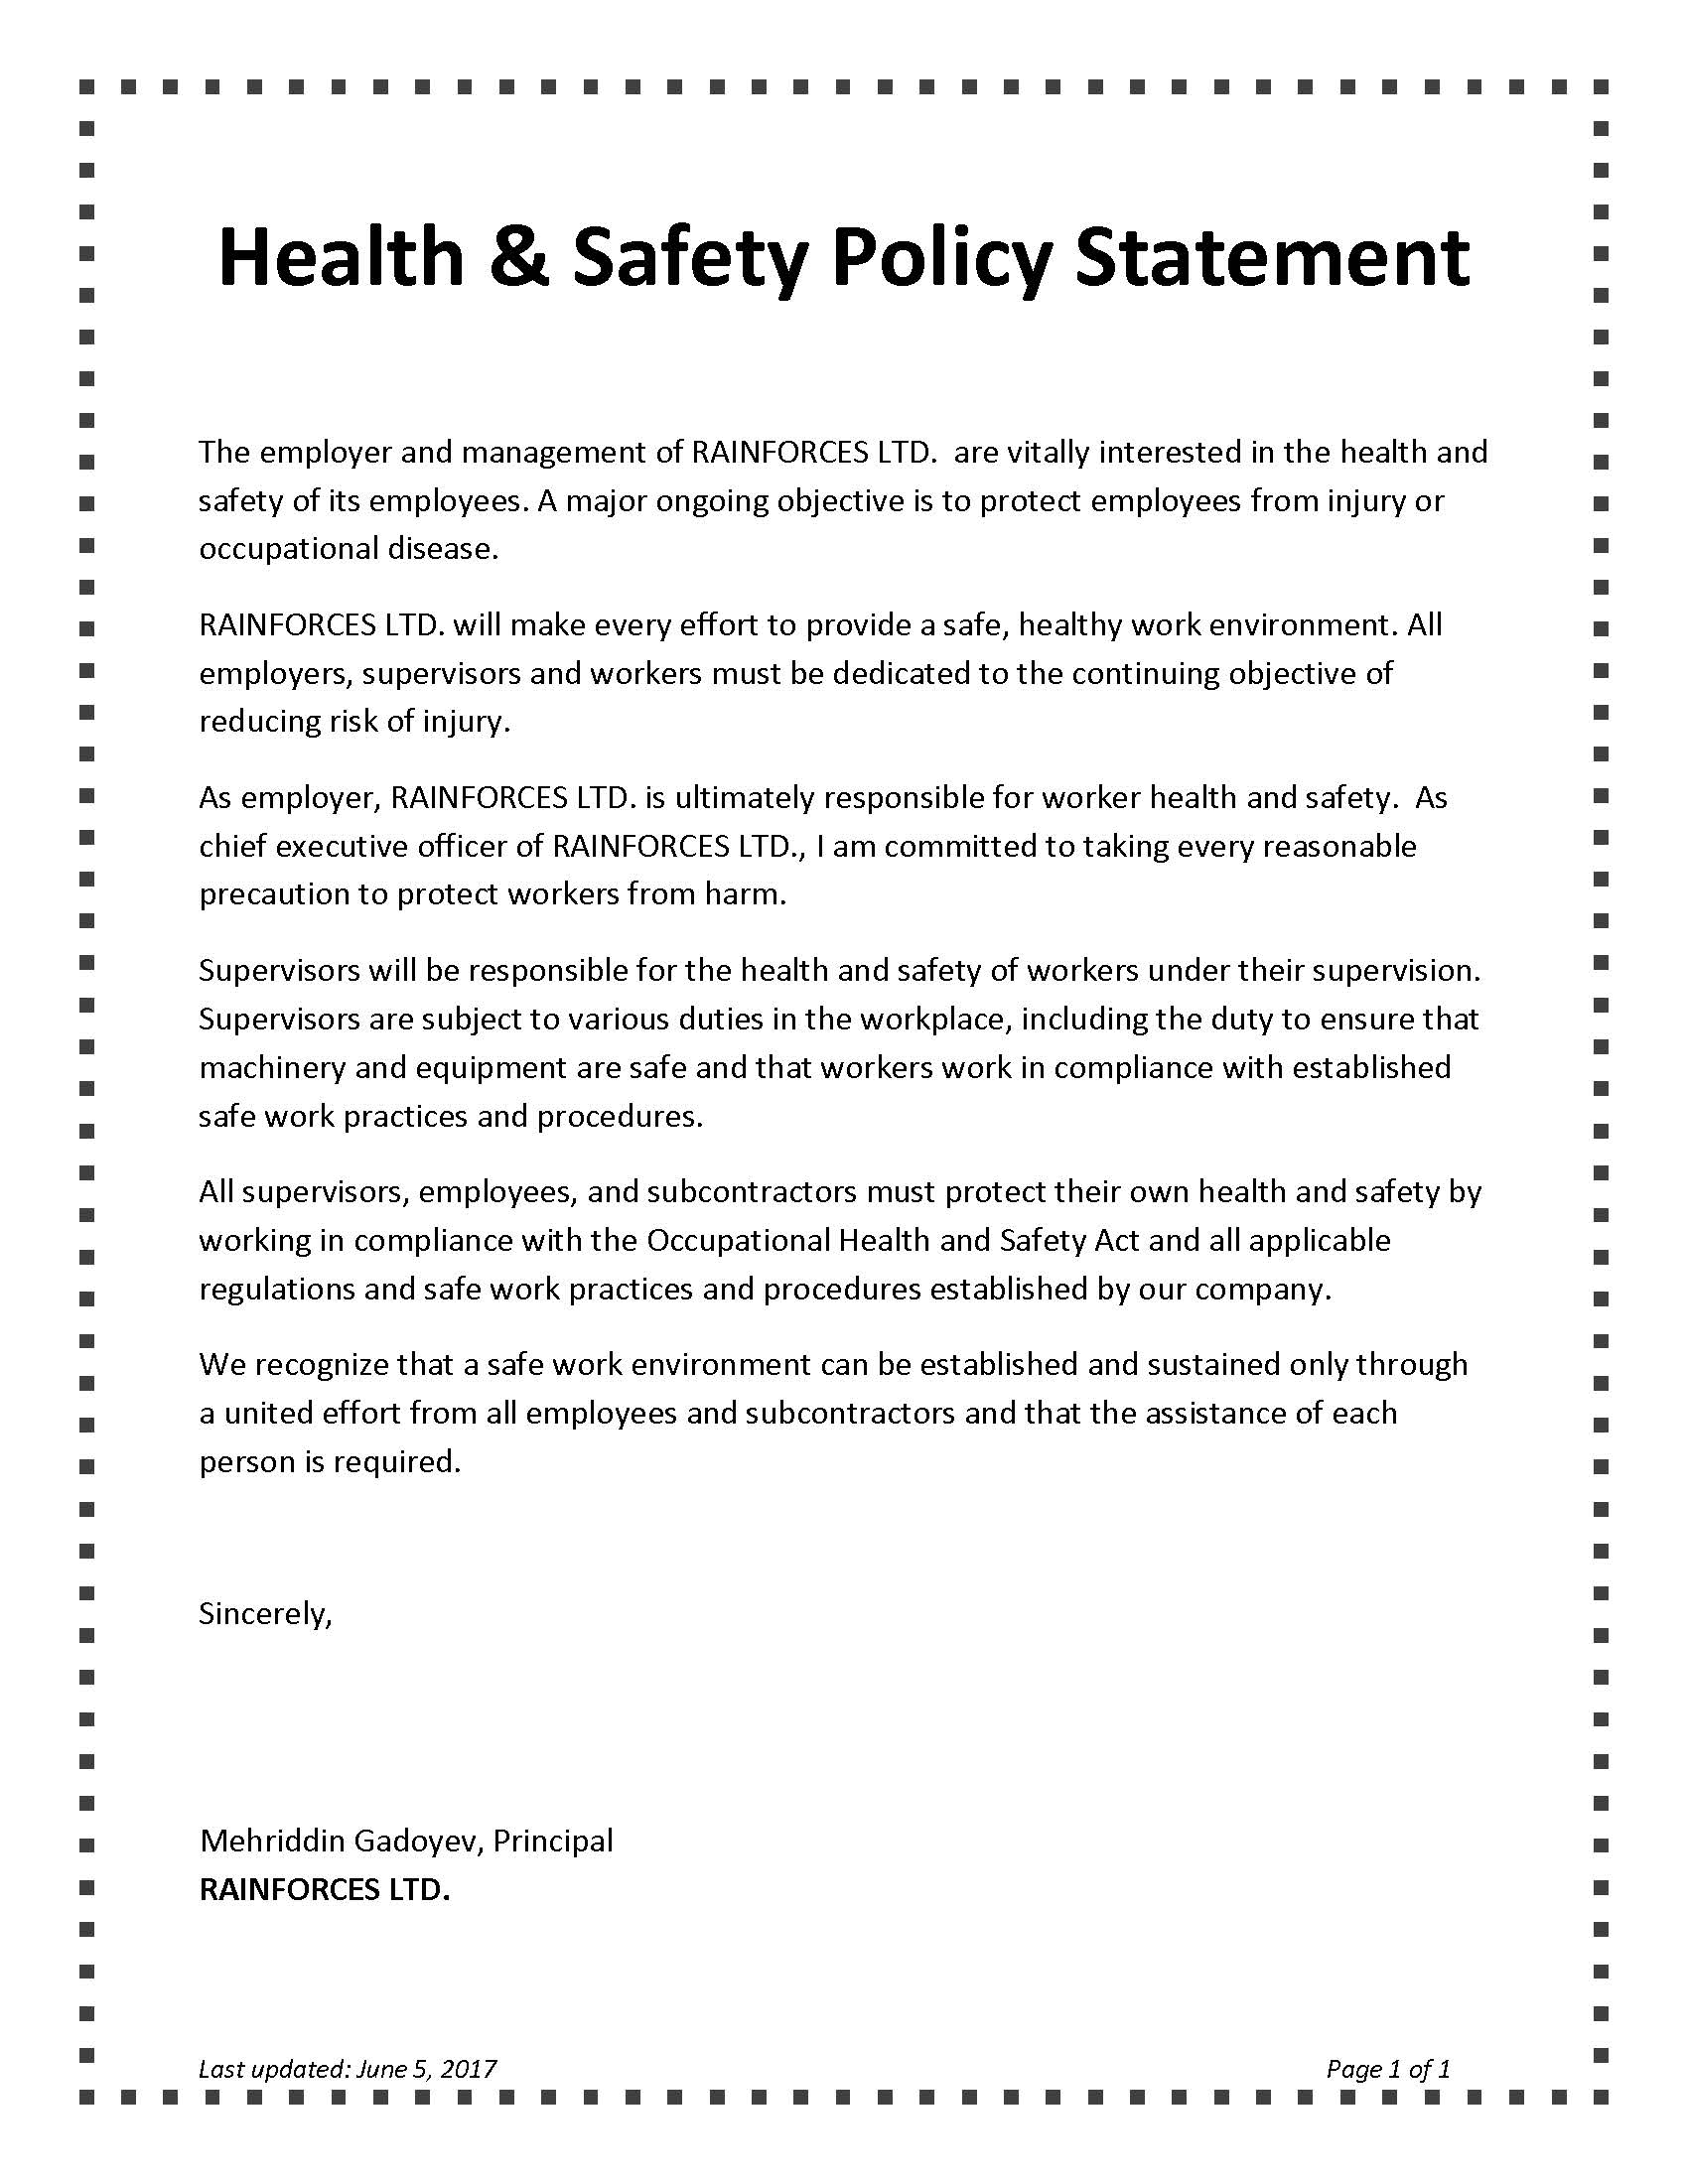 Health & Safety Policy Statement
The employer and management of RAINFORCES LTD.  are vitally interested in the health and
safety of its employees. A major ongoing objective is to protect employees from injury or
occupational disease.
RAINFORCES LTD. will make every effort to provide a safe, healthy work environment. All
employers, supervisors and workers must be dedicated to the continuing objective of
reducing risk of injury.
As employer, RAINFORCES LTD. is ultimately responsible for worker health and safety.  As
chief executive officer of RAINFORCES LTD., I am committed to taking every reasonable
precaution to protect workers from harm.
Supervisors will be responsible for the health and safety of workers under their supervision.
Supervisors are subject to various duties in the workplace, including the duty to ensure that
machinery and equipment are safe and that workers work in compliance with established
safe work practices and procedures.
All supervisors, employees, and subcontractors must protect their own health and safety by
working in compliance with the Occupational Health and Safety Act and all applicable
regulations and safe work practices and procedures established by our company.
We recognize that a safe work environment can be established and sustained only through
a united effort from all employees and subcontractors and that the assistance of each
person is required.
Sincerely,
Mehriddin Gadoyev, Principal
RAINFORCES LTD.
Last updated: June 5, 2017 Page 1 of 1